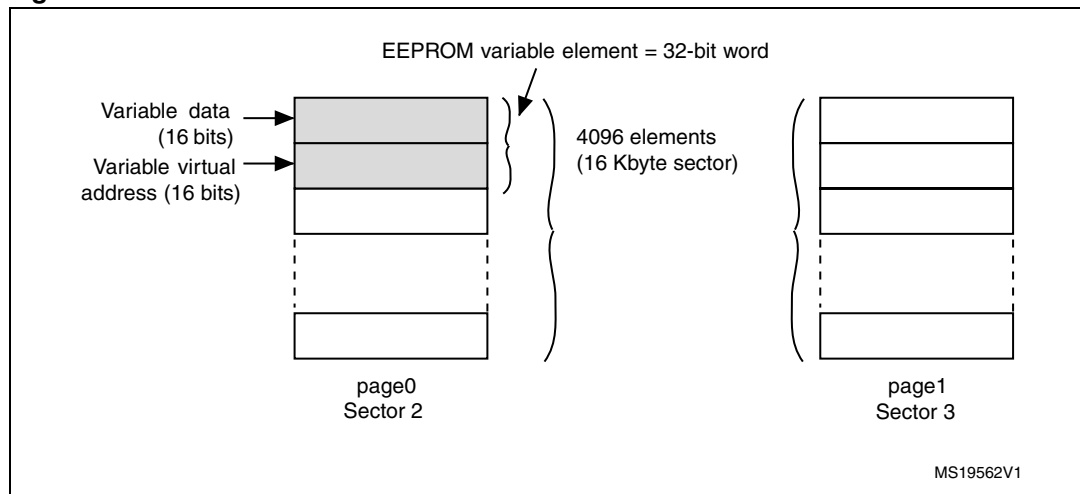 EEPROM variable element = 32-bit word
Variable data
(16 bits)
Variable virtual
address (16 bits)
4096 elements
(16 Kbyte sector)
page0
Sector 2
page1
Sector 3
MS19562V1